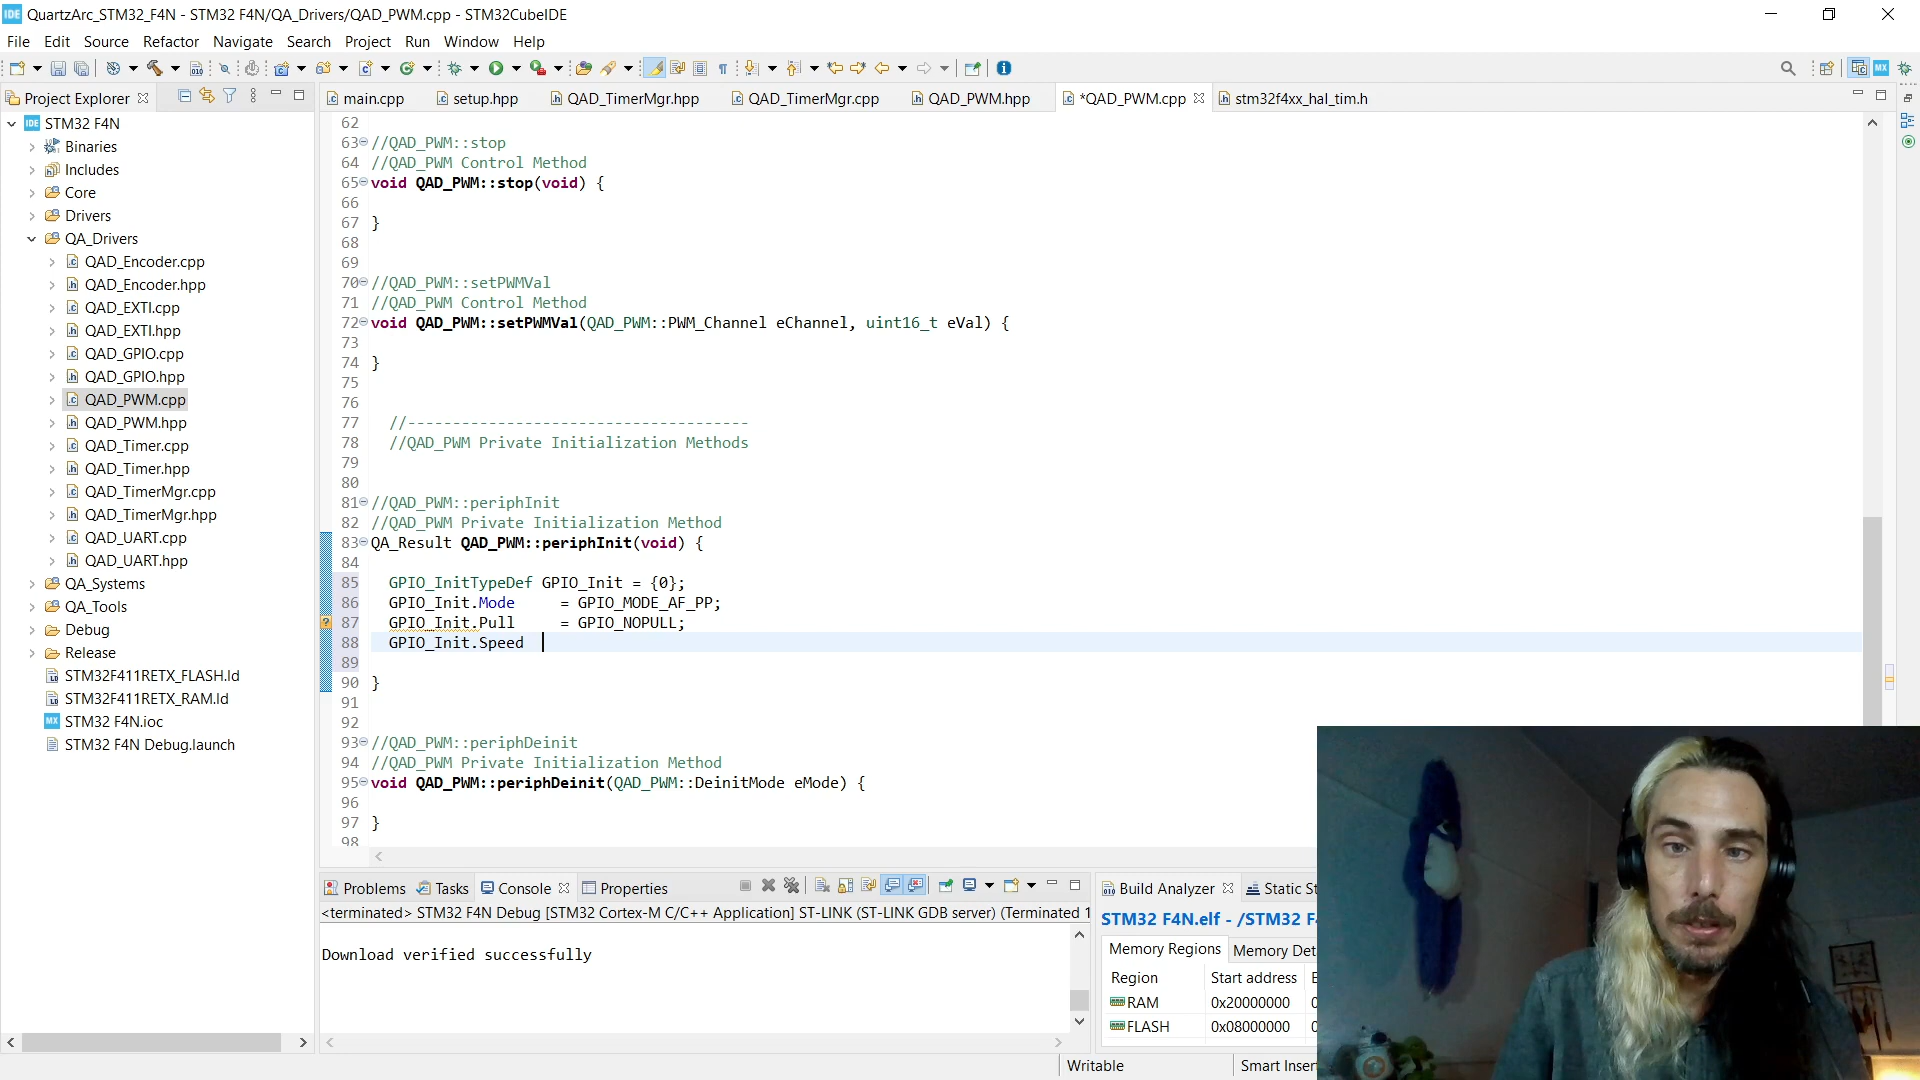 IDE QuartzArc_STM32_F4N - STM32 F4N/QA_Drivers/QAD_PWM.cpp - STM32CubeIDE
File Edit Source Refactor Navigate Search Project Run Window Help
Project Explorer
main.cpp setup.hpp QAD_TimerMgr.hpp QAD_TimerMgr.cpp QAD_PWM.hpp *QAD_PWM.cpp stm32f4xx_hal_tim.h
IDE STM32 F4N
Binaries
Includes
Core
Drivers
QA_Drivers
QAD_Encoder.cpp
QAD_Encoder.hpp
QAD_EXTI.cpp
QAD_EXTI.hpp
QAD_GPIO.cpp
QAD_GPIO.hpp
QAD_PWM.cpp
QAD_PWM.hpp
QAD_Timer.cpp
QAD_Timer.hpp
QAD_TimerMgr.cpp
QAD_TimerMgr.hpp
QAD_UART.cpp
QAD_UART.hpp
QA_Systems
QA_Tools
Debug
Release
STM32F411RETX_FLASH.ld
STM32F411RETX_RAM.ld
MX STM32 F4N.ioc
STM32 F4N Debug.launch
62
63 //QAD_PWM::stop
64 //QAD_PWM Control Method
65 void QAD_PWM::stop(void) {
66
67 }
68
69
70 //QAD_PWM::setPWMVal
71 //QAD_PWM Control Method
72 void QAD_PWM::setPWMVal(QAD_PWM::PWM_Channel eChannel, uint16_t eVal) {
73
74 }
75
76
77 //--------------------------------------
78 //QAD_PWM Private Initialization Methods
79
80
81 //QAD_PWM::periphInit
82 //QAD_PWM Private Initialization Method
83 QA_Result QAD_PWM::periphInit(void) {
84
85 GPIO_InitTypeDef GPIO_Init = {0};
86 GPIO_Init.Mode = GPIO_MODE_AF_PP;
87 GPIO_Init.Pull = GPIO_NOPULL;
88 GPIO_Init.Speed
89
90 }
91
92
93 //QAD_PWM::periphDeinit
94 //QAD_PWM Private Initialization Method
95 void QAD_PWM::periphDeinit(QAD_PWM::DeinitMode eMode) {
96
97 }
98
Problems Tasks Console Properties
<terminated> STM32 F4N Debug [STM32 Cortex-M C/C++ Application] ST-LINK (ST-LINK GDB server) (Terminated 1
Download verified successfully
Build Analyzer Static St
STM32 F4N.elf - /STM32 F4
Memory Regions Memory Det
Region Start address E
RAM 0x20000000 0
FLASH 0x08000000 0
Writable Smart Inser